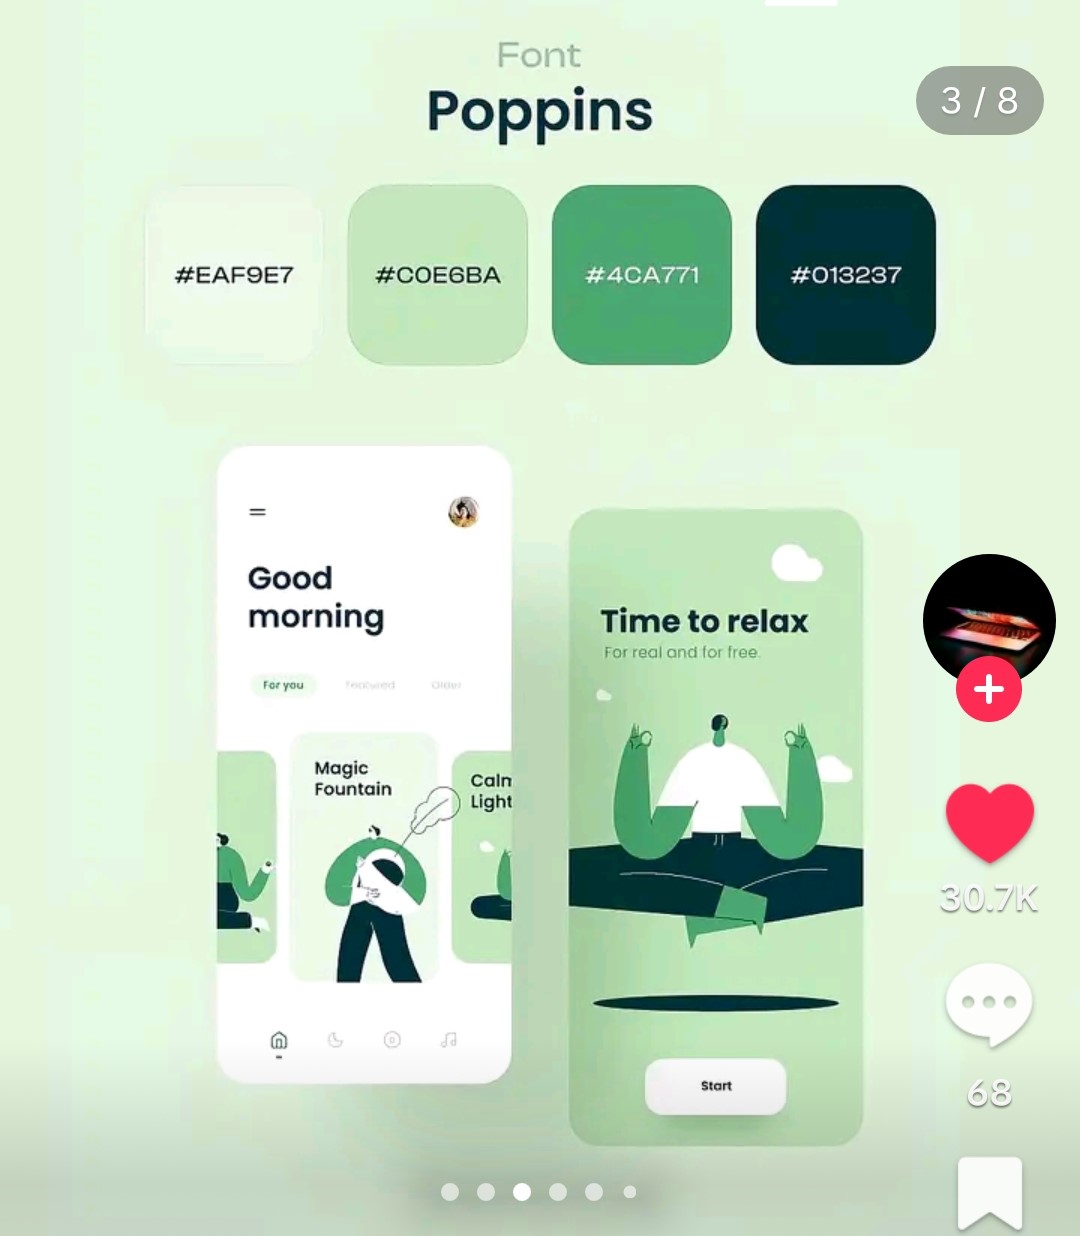 Font
Poppins
3 / 8
#EAF9E7
#C0E6BA
#4CA771
#013237
Good
morning
For you
Featured
Older
Magic
Fountain
Calm
Light
Time to relax
For real and for free.
Start
30.7K
68